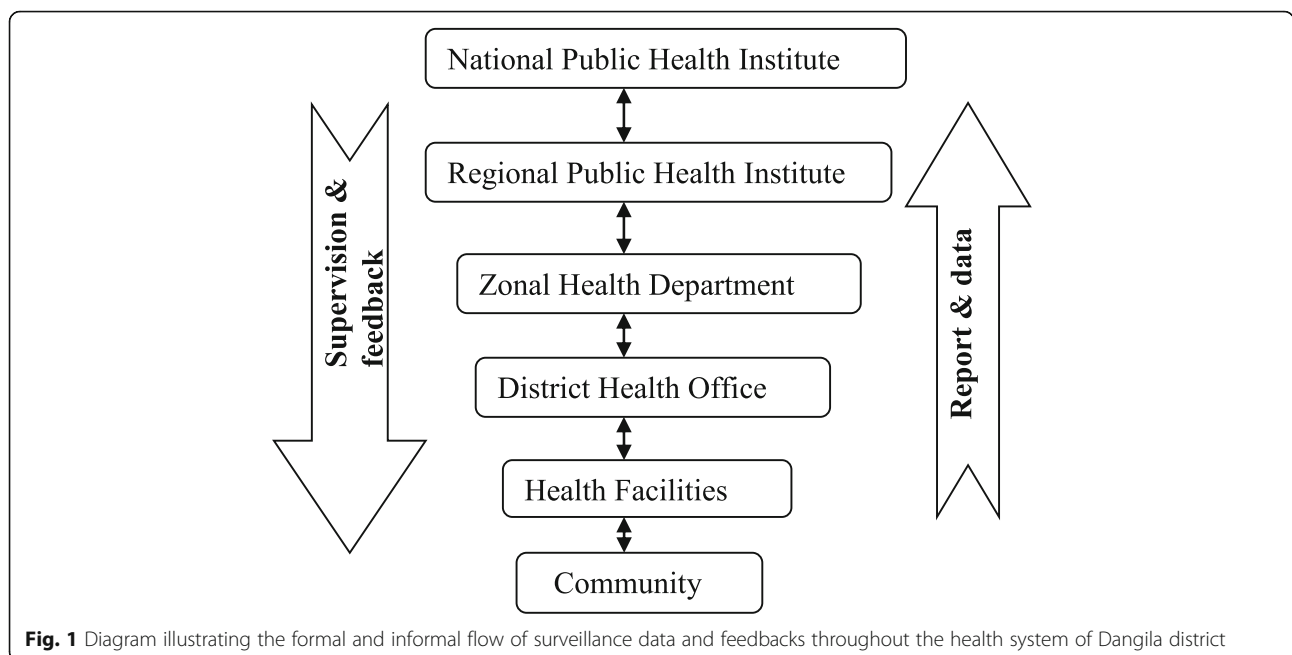 National Public Health Institute
Regional Public Health Institute
Zonal Health Department
District Health Office
Health Facilities
Community
Supervision &
feedback
Report & data
Fig. 1 Diagram illustrating the formal and informal flow of surveillance data and feedbacks throughout the health system of Dangila district